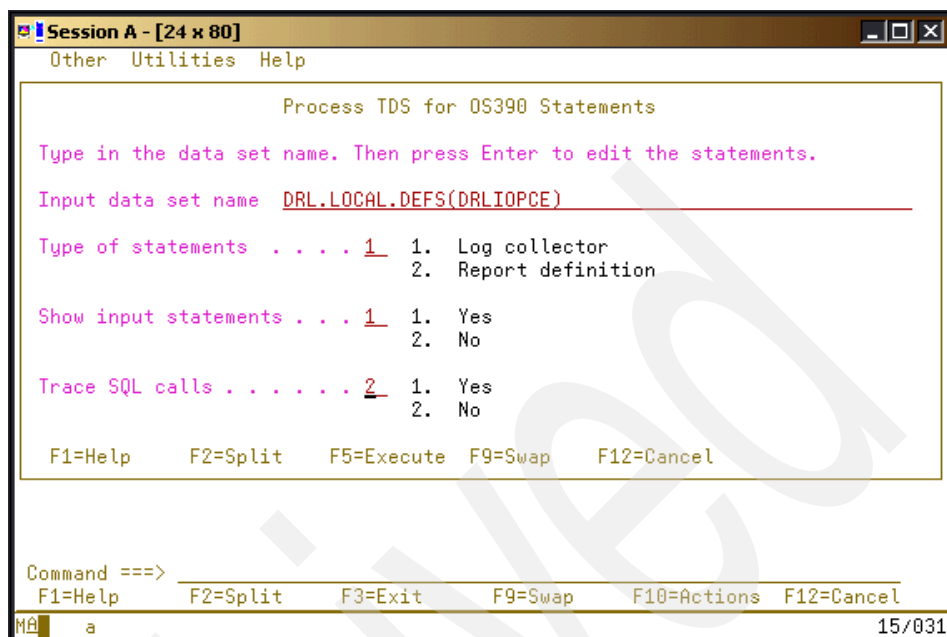 Session A - [24 x 80]
Other Utilities Help
Process TDS for OS390 Statements
Type in the data set name. Then press Enter to edit the statements.
Input data set name DRL.LOCAL.DEFS(DRLIOPCE)
Type of statements . . . . 1 1. Log collector
2. Report definition
Show input statements . . . 1 1. Yes
2. No
Trace SQL calls . . . . . . 2 1. Yes
2. No
F1=Help F2=Split F5=Execute F9=Swap F12=Cancel
Command ===>
F1=Help F2=Split F3=Exit F9=Swap F10=Actions F12=Cancel
MA a 15/031